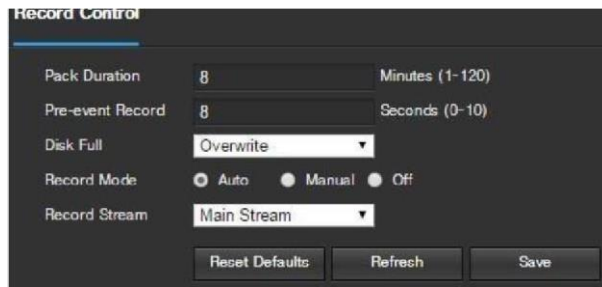 Record Control
Pack Duration 8 Minutes (1-120)
Pre-event Record 8 Seconds (0-10)
Disk Full Overwrite
Record Mode Auto Manual Off
Record Stream Main Stream
Reset Defaults Refresh Save